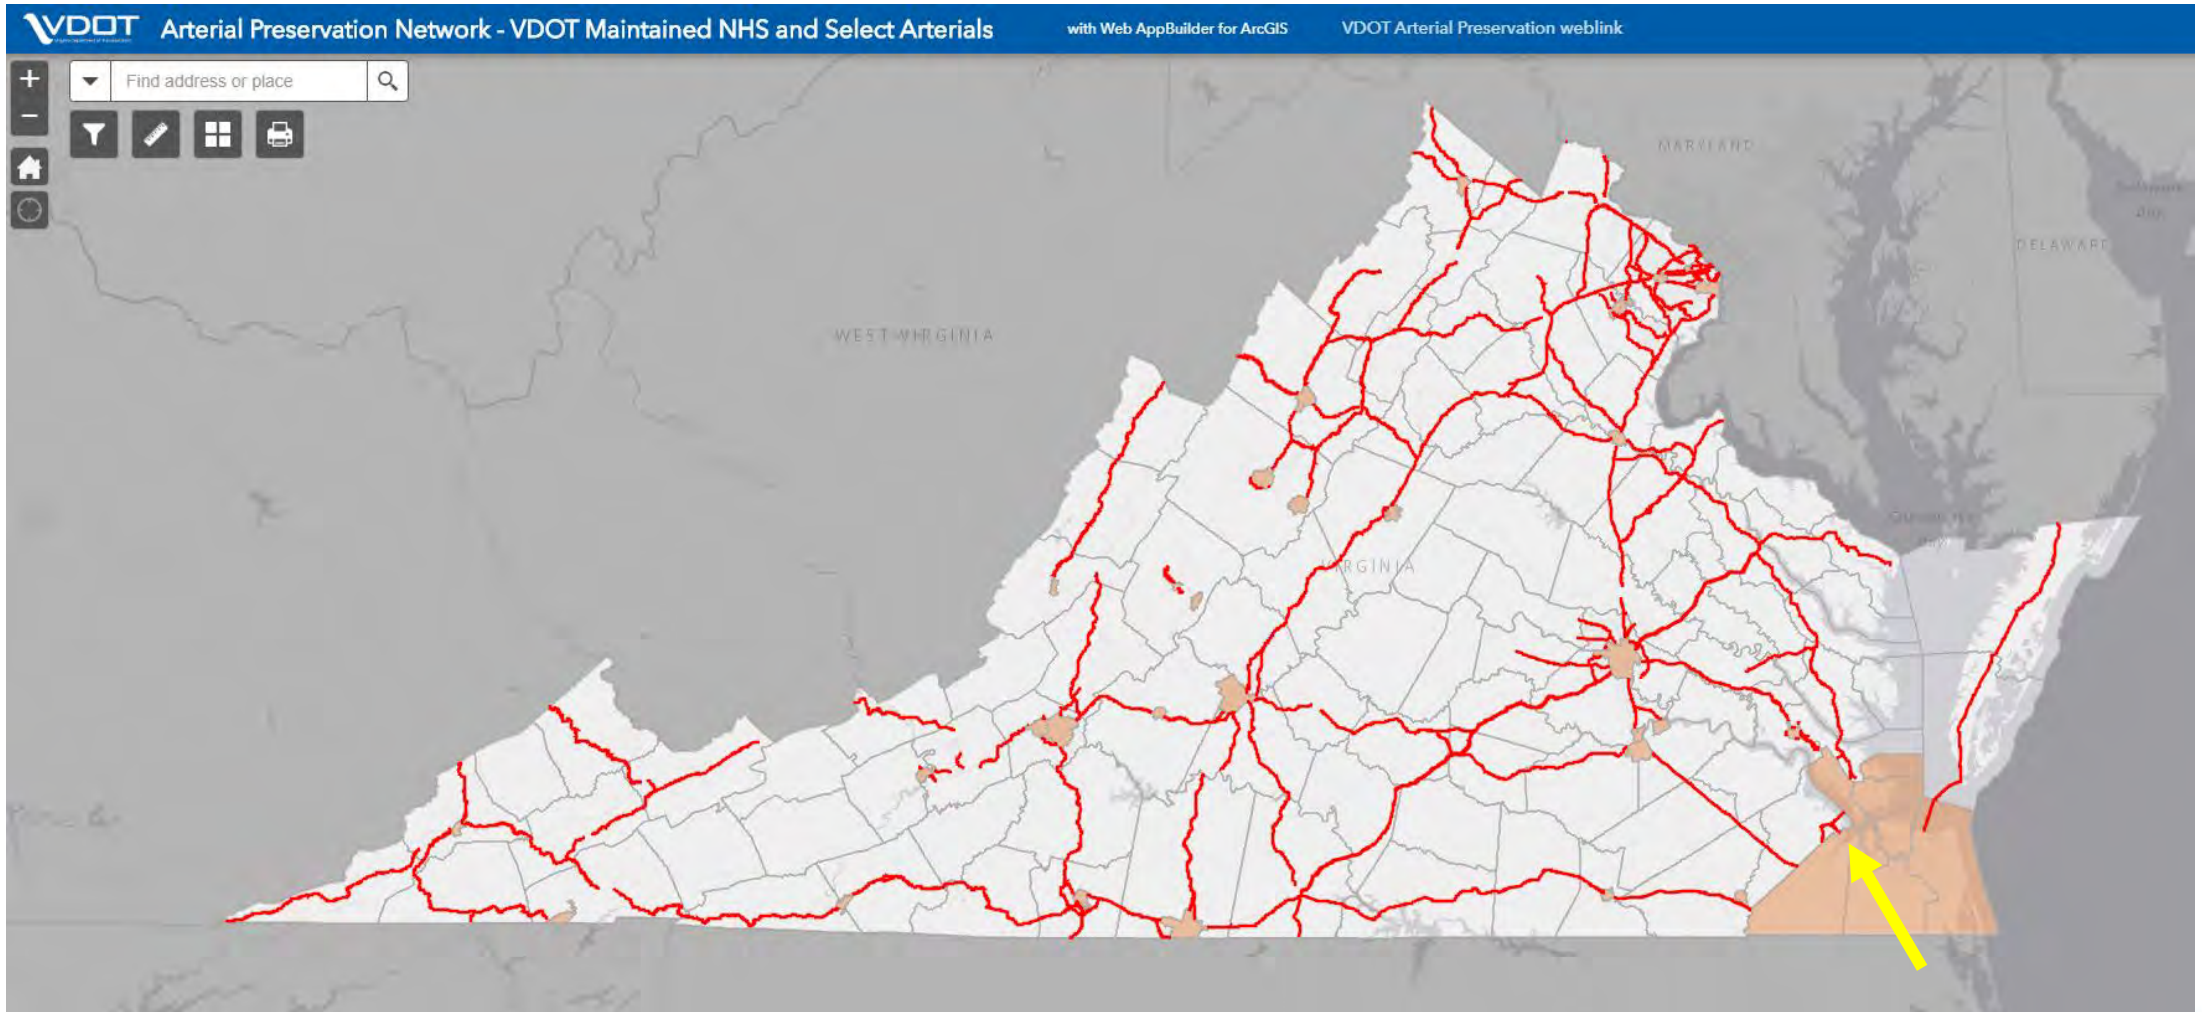 VDOT
Arterial Preservation Network - VDOT Maintained NHS and Select Arterials
with Web AppBuilder for ArcGIS
VDOT Arterial Preservation weblink
Find address or place
MARYLAND
DELAWARE
WEST VIRGINIA
VIRGINIA